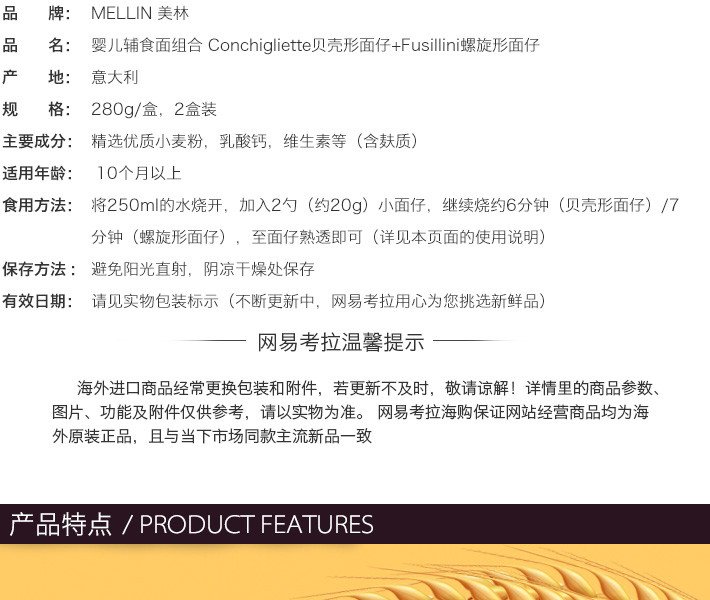 品 牌： MELLIN 美林
品 名： 婴儿辅食面组合 Conchigliette贝壳形面仔+Fusillini螺旋形面仔
产 地： 意大利
规 格： 280g/盒，2盒装
主要成分： 精选优质小麦粉，乳酸钙，维生素等（含麸质）
适用年龄： 10个月以上
食用方法： 将250ml的水烧开，加入2勺（约20g）小面仔，继续烧约6分钟（贝壳形面仔）/7
分钟（螺旋形面仔），至面仔熟透即可（详见本页面的使用说明）
保存方法 ： 避免阳光直射，阴凉干燥处保存
有效日期： 请见实物包装标示（不断更新中，网易考拉用心为您挑选新鲜品）
网易考拉温馨提示
海外进口商品经常更换包装和附件，若更新不及时，敬请谅解！详情里的商品参数、
图片、功能及附件仅供参考，请以实物为准。 网易考拉海购保证网站经营商品均为海
外原装正品，且与当下市场同款主流新品一致
产品特点 / PRODUCT FEATURES